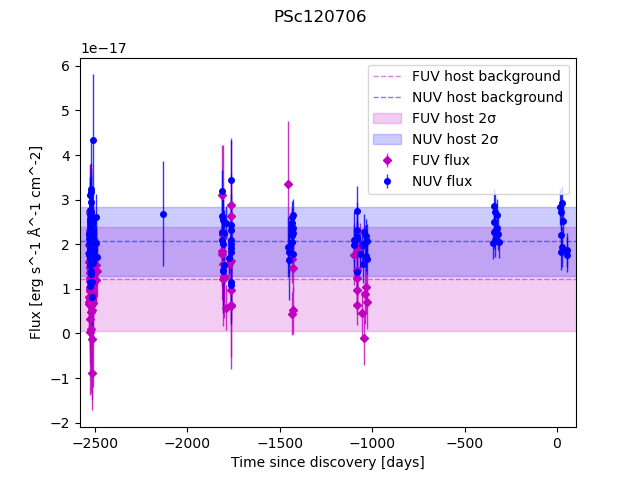 PSc120706
1e−17
FUV host background
NUV host background
FUV host 2σ
NUV host 2σ
FUV flux
NUV flux
6
5
4
3
2
1
0
−1
−2
Flux [erg s^-1 Å^-1 cm^-2]
−2500
−2000
−1500
−1000
−500
0
Time since discovery [days]